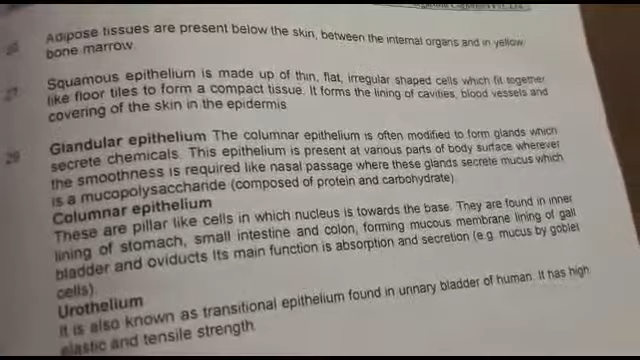 Adipose tissues are present below the skin, between the internal organs and in yellow
bone marrow.
27
Squamous epithelium is made up of thin, flat, irregular shaped cells which fit together
like floor tiles to form a compact tissue. It forms the lining of cavities, blood vessels and
covering of the skin in the epidermis
Glandular epithelium The columnar epithelium is often modified to form glands which
secrete chemicals. This epithelium is present at various parts of body surface wherever
the smoothness is required like nasal passage where these glands secrete mucus which
is a mucopolysaccharide (composed of protein and carbohydrate)
Columnar epithelium
These are pillar like cells in which nucleus is towards the base. They are found in inner
lining of stomach, small intestine and colon, forming mucous membrane lining of gall
bladder and oviducts Its main function is absorption and secretion (e.g. mucus by goblet
cells)
Urothelium
It is also known as transitional epithelium found in urinary bladder of human. It has high
elastic and tensile strength